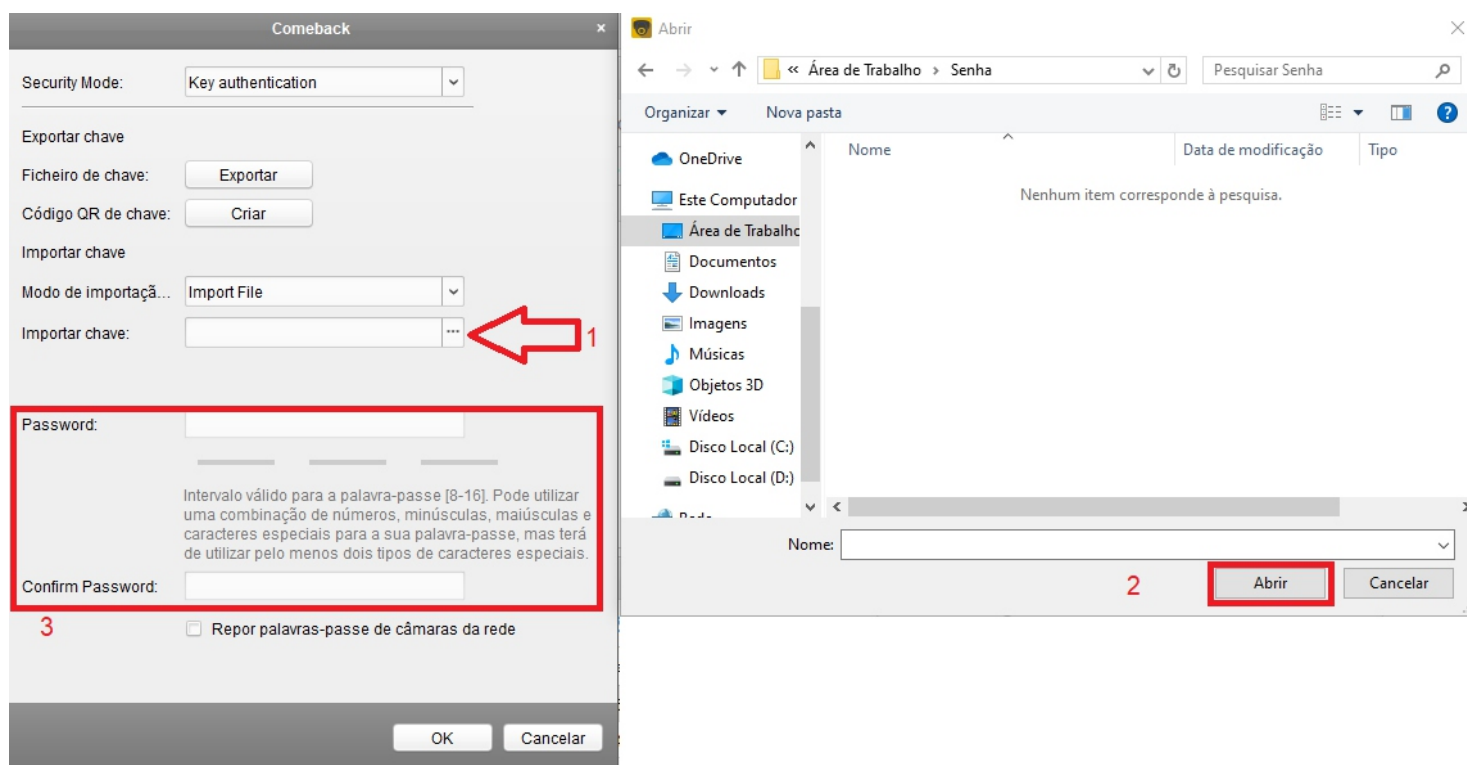 Comeback ×
Security Mode: Key authentication
Exportar chave
Ficheiro de chave: Exportar
Código QR de chave: Criar
Importar chave
Modo de importaçã... Import File
Importar chave: ...
1
Password:
Intervalo válido para a palavra-passe [8-16]. Pode utilizar
uma combinação de números, minúsculas, maiúsculas e
caracteres especiais para a sua palavra-passe, mas terá
de utilizar pelo menos dois tipos de caracteres especiais.
Confirm Password:
3
Repor palavras-passe de câmaras da rede
OK Cancelar
Abrir
« Área de Trabalho › Senha
Pesquisar Senha
Organizar Nova pasta
?
Nome Data de modificação Tipo
Nenhum item corresponde à pesquisa.
OneDrive
Este Computador
Área de Trabalho
Documentos
Downloads
Imagens
Músicas
Objetos 3D
Vídeos
Disco Local (C:)
Disco Local (D:)
Nome:
2
Abrir Cancelar